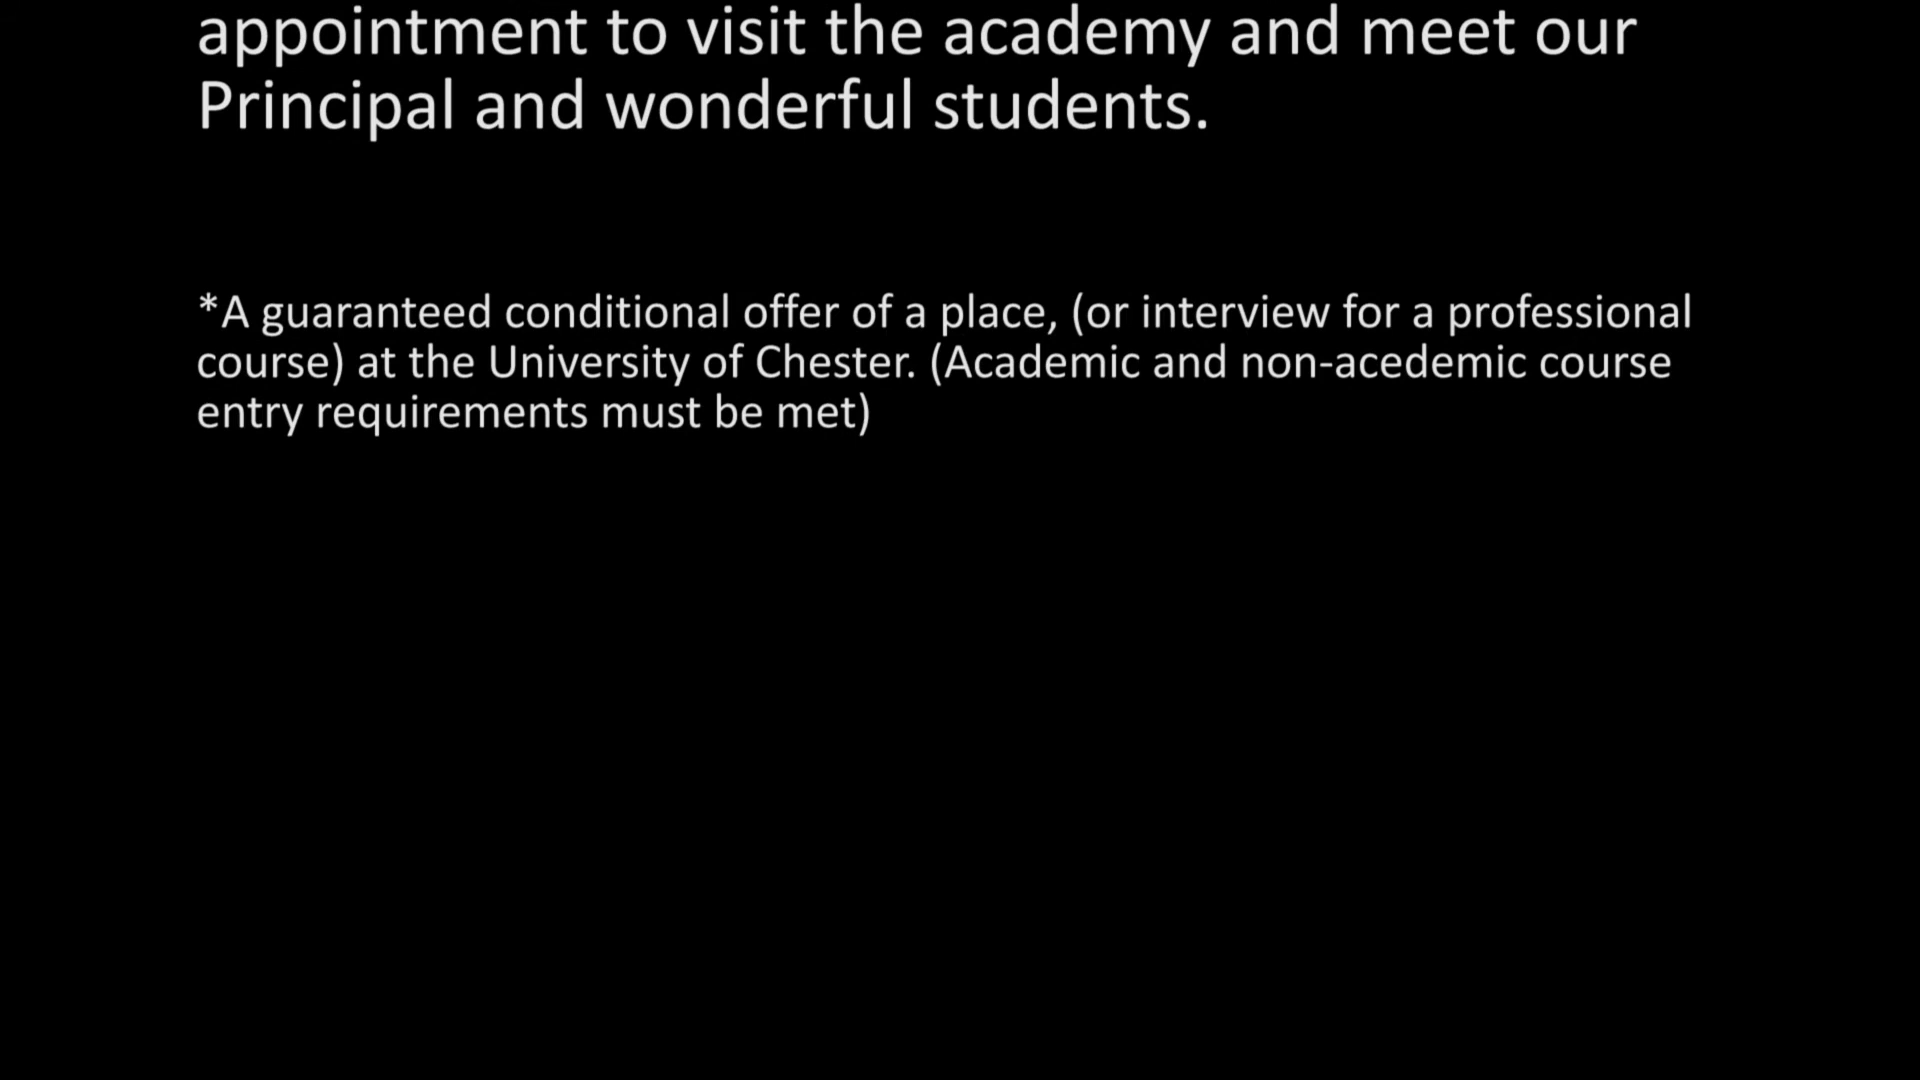 appointment to visit the academy and meet our
Principal and wonderful students.
*A guaranteed conditional offer of a place, (or interview for a professional
course) at the University of Chester. (Academic and non-acedemic course
entry requirements must be met)